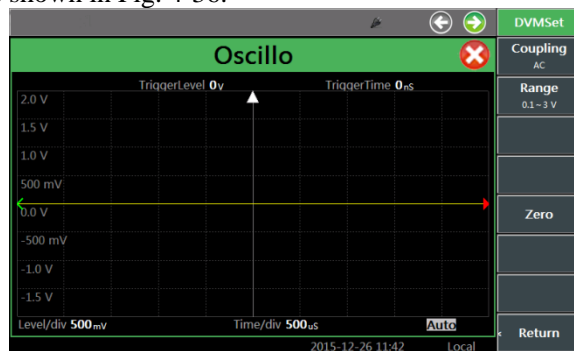 shown in Fig. 4-38.
DVMSet
Oscillo
Coupling
AC
TriggerLevel 0v TriggerTime 0ns
Range
0.1~3 V
2.0 V
1.5 V
1.0 V
500 mV
0.0 V
Zero
-500 mV
-1.0 V
-1.5 V
Level/div 500mV Time/div 500uS Auto
‹ Return
2015-12-26 11:42 Local